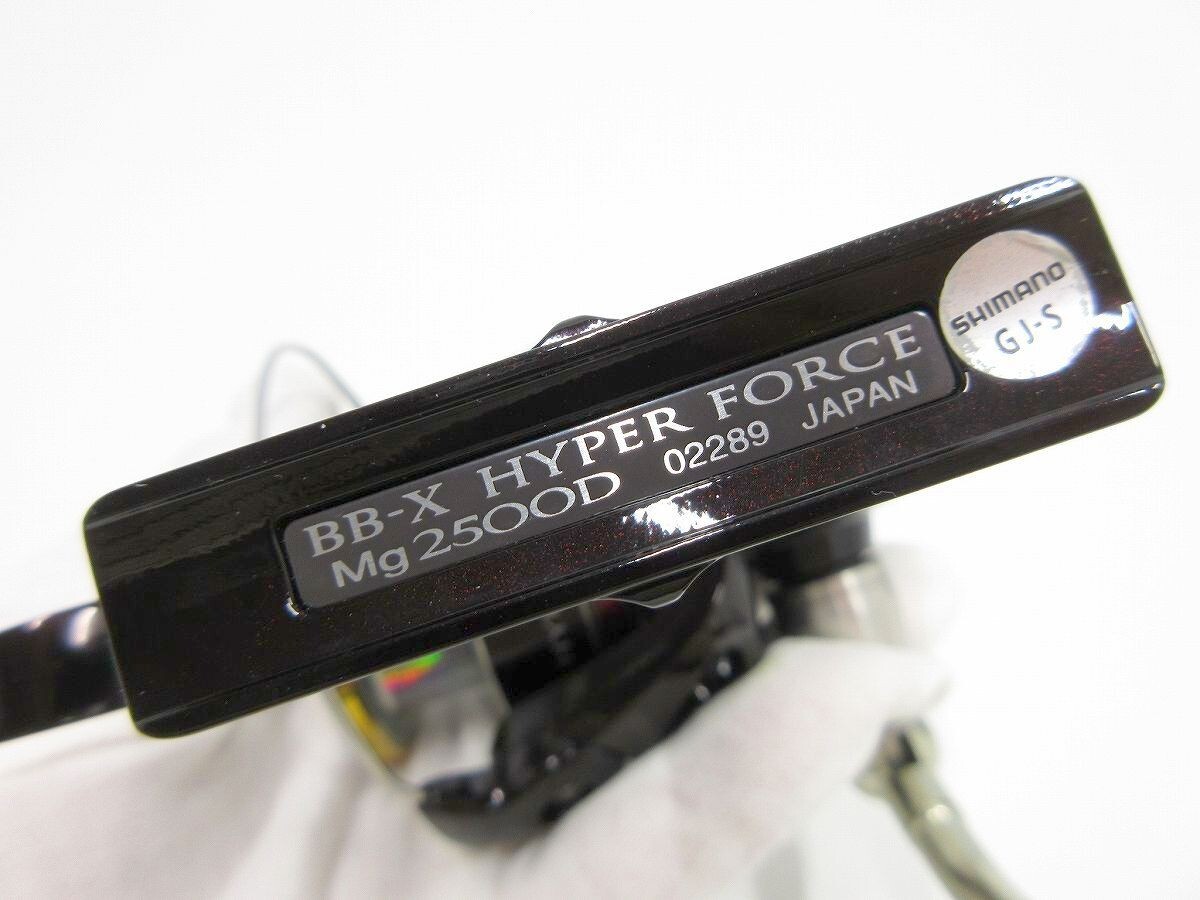 BB-X HYPER FORCE
Mg 2500D 02289 JAPAN
SHIMANO
GJ-S